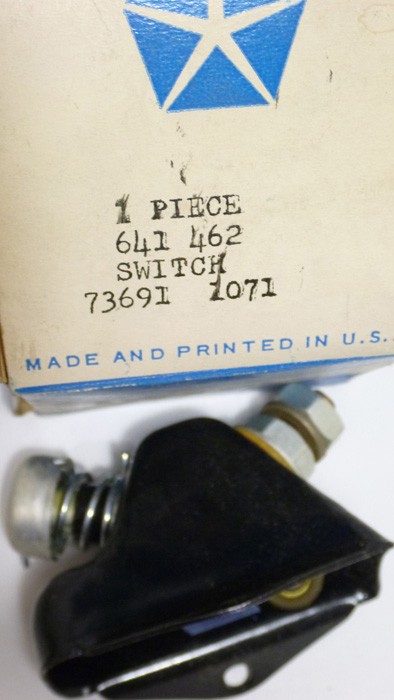 1 PIECE
641 462
SWITCH
73691 1071
MADE AND PRINTED IN U.S.